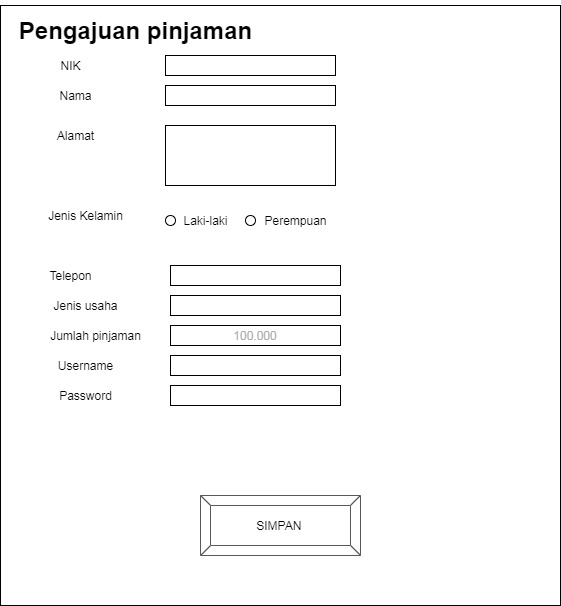 Pengajuan pinjaman
NIK
Nama
Alamat
Jenis Kelamin
Laki-laki
Perempuan
Telepon
Jenis usaha
Jumlah pinjaman
100.000
Username
Password
SIMPAN